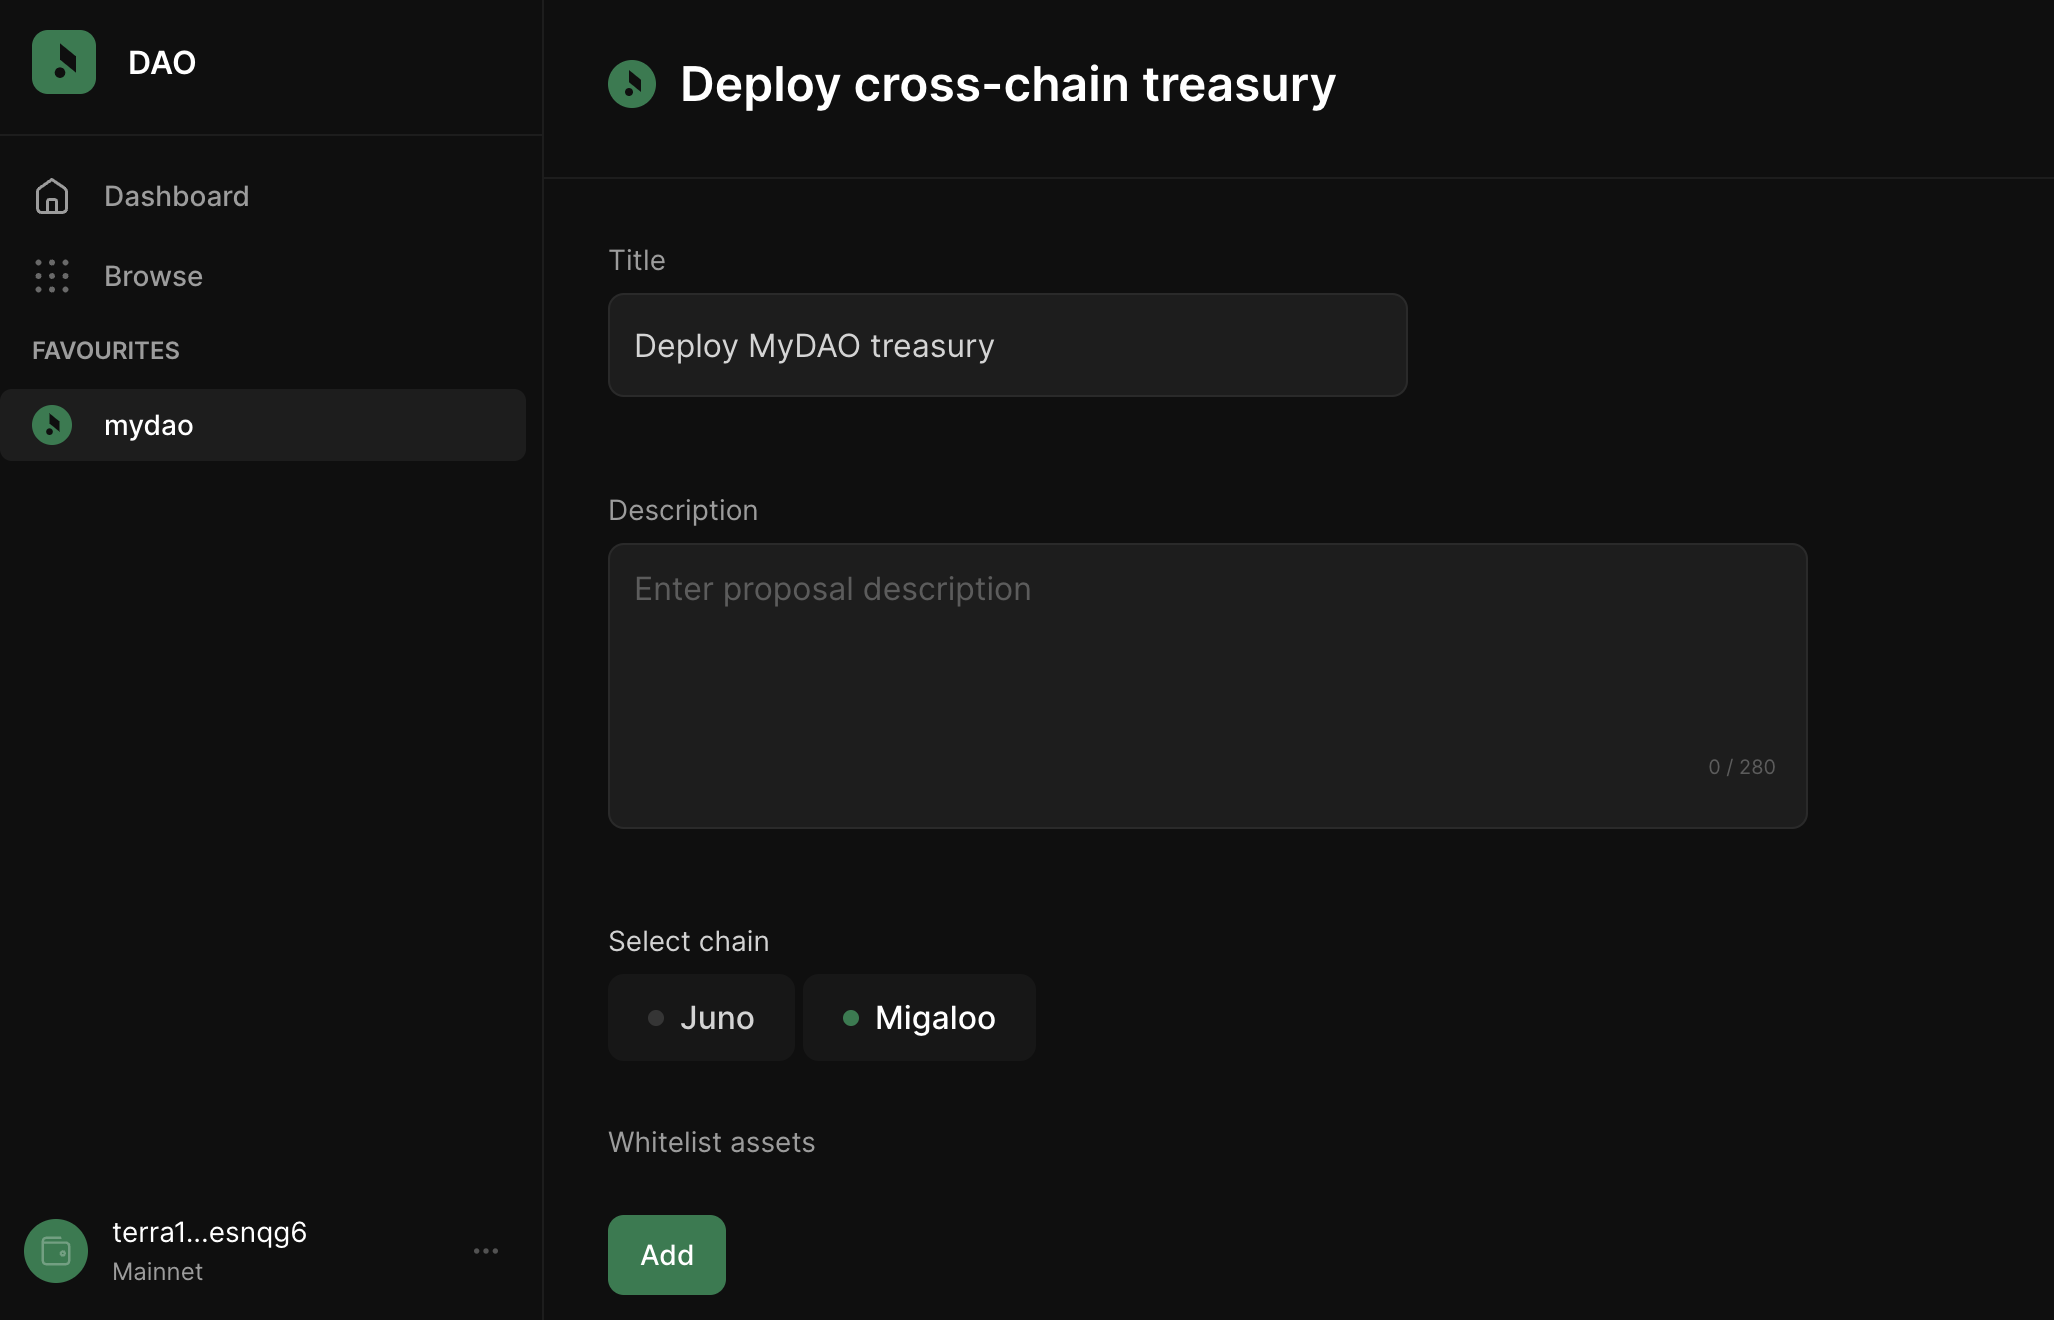 DAO
Dashboard
Browse
FAVOURITES
mydao
terra1...esnqg6
Mainnet
Deploy cross-chain treasury
Title
Deploy MyDAO treasury
Description
Enter proposal description
0 / 280
Select chain
Juno
Migaloo
Whitelist assets
Add